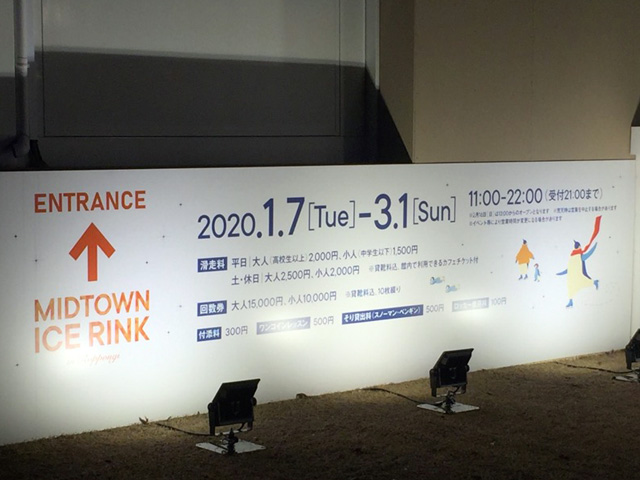 ENTRANCE
MIDTOWN
ICE RINK
2020.1.7[Tue]-3.1[Sun]
11:00-22:00(受付21:00まで)
滑走料 平日|大人[高校生以上]2,000円、小人[中学生以下]1,500円
土・休日|大人2,500円、小人2,000円 ※貸靴料込、館内で利用できるカフェチケット付
回数券 大人15,000円、小人10,000円 ※貸靴料込、10枚綴り
付添料 300円 ワンコインレッスン 500円 そり貸出料(スノーマン・ペンギン) 500円 100円